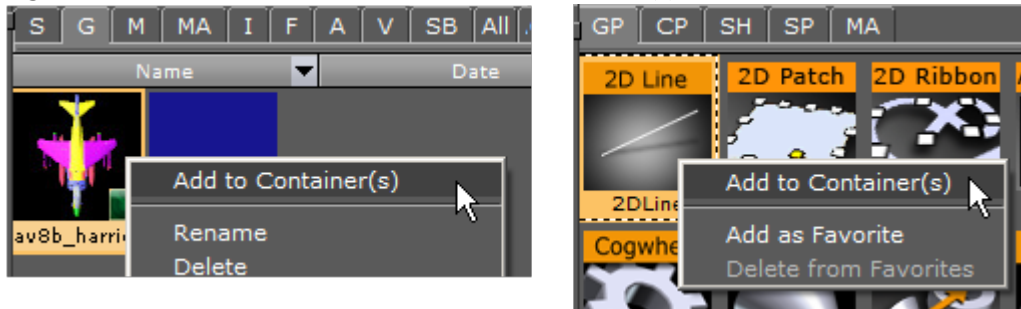 S G M MA I F A V SB All
Name Date
av8b_harri
Add to Container(s)
Rename
Delete
GP CP SH SP MA
2D Line 2D Patch 2D Ribbon
2DLine
Add to Container(s)
Add as Favorite
Delete from Favorites
Cogwhe